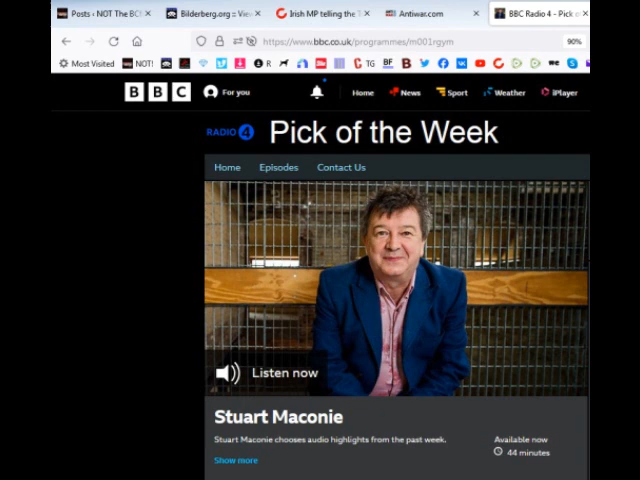 Posts ‹ NOT The BC
Bilderberg.org :: Vie
Irish MP telling the T
Antiwar.com
BBC Radio 4 - Pick o
https://www.bbc.co.uk/programmes/m001rgym
90%
Most Visited
NOT!
R
TG
BF
B
we
S
BBC
For you
Home
News
Sport
Weather
iPlayer
RADIO 4
Pick of the Week
Home
Episodes
Contact Us
Listen now
Stuart Maconie
Stuart Maconie chooses audio highlights from the past week.
Available now
44 minutes
Show more